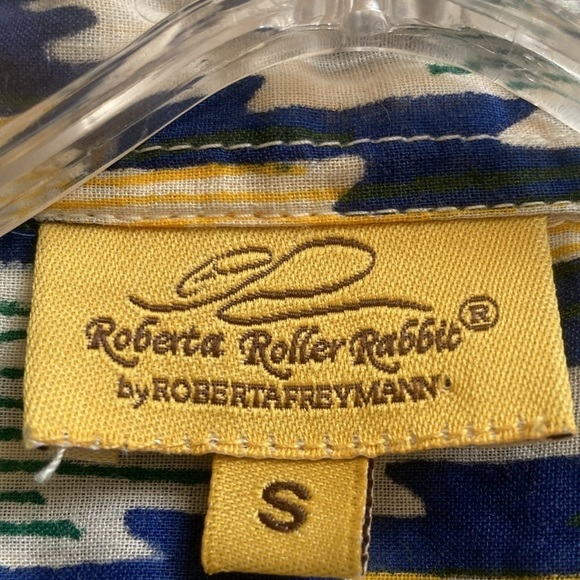 Roberta Roller Rabbit®
by ROBERTAFREYMANN
S